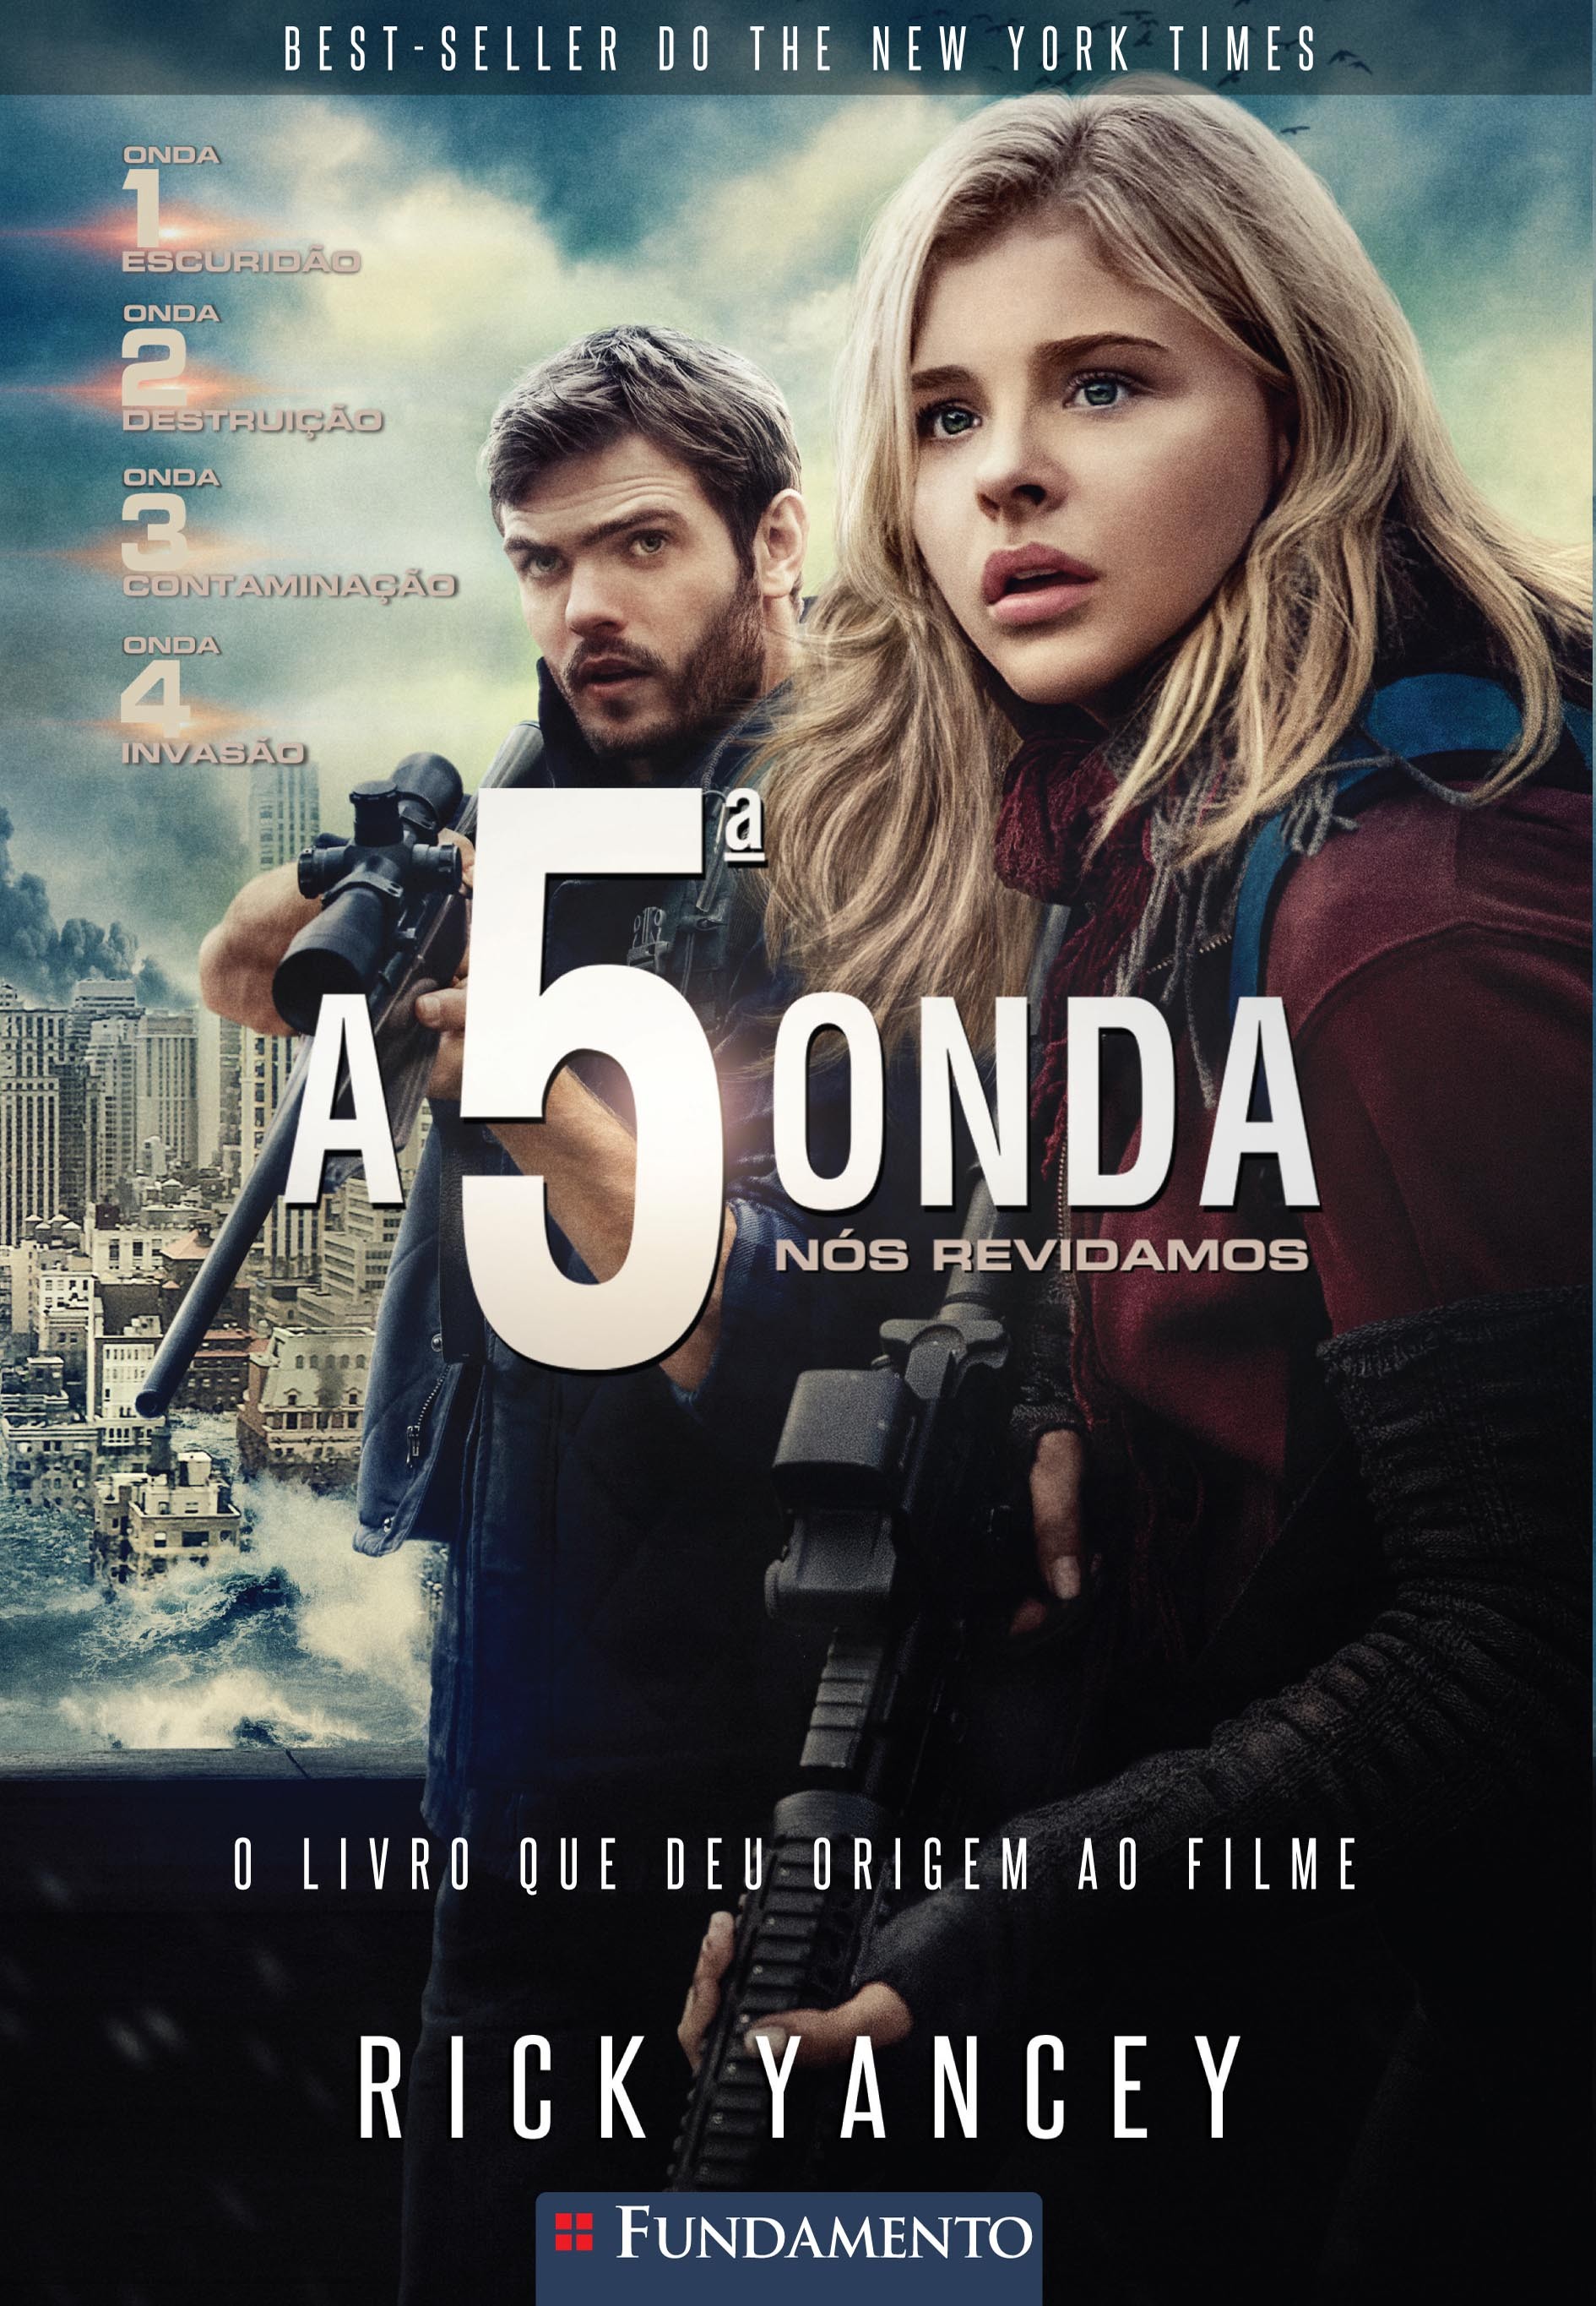 BEST-SELLER DO THE NEW YORK TIMES
ONDA
1
ESCURIDÃO
ONDA
2
DESTRUIÇÃO
ONDA
3
CONTAMINAÇÃO
ONDA
4
INVASÃO
A 5ª ONDA
NÓS REVIDAMOS
O LIVRO QUE DEU ORIGEM AO FILME
RICK YANCEY
FUNDAMENTO